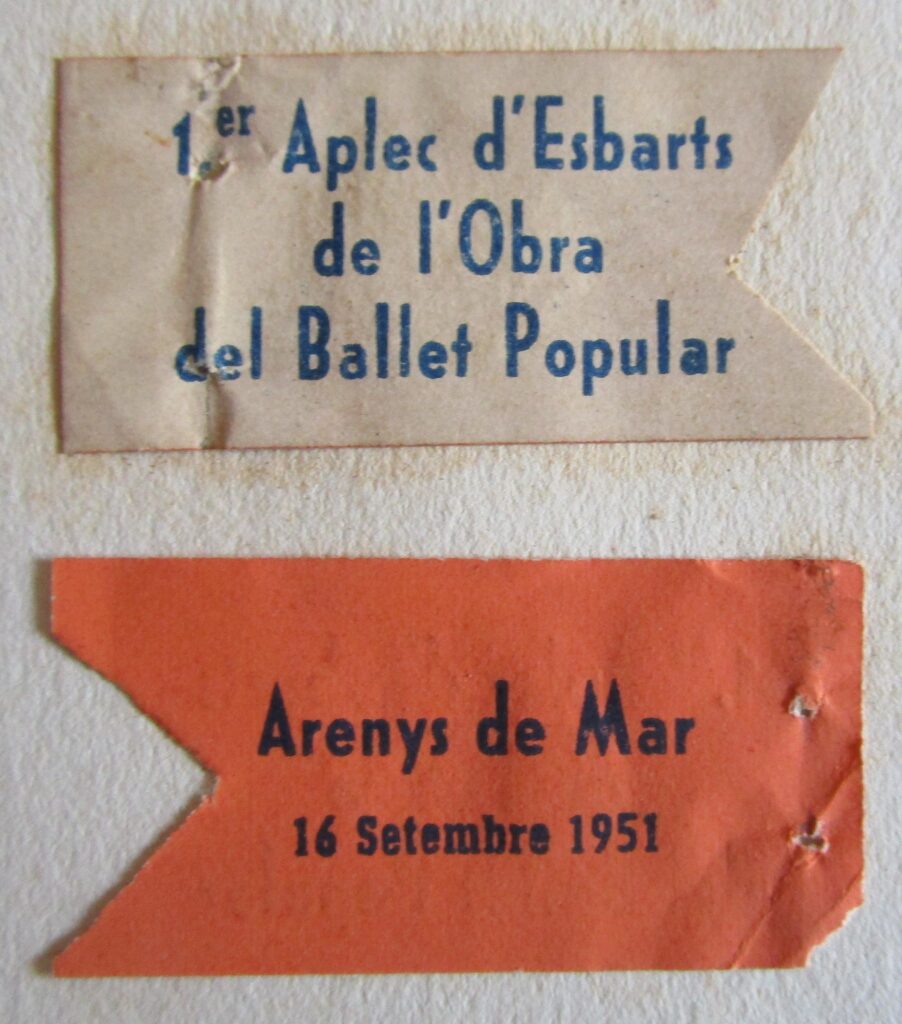 1.er Aplec d'Esbarts
de l'Obra
del Ballet Popular
Arenys de Mar
16 Setembre 1951